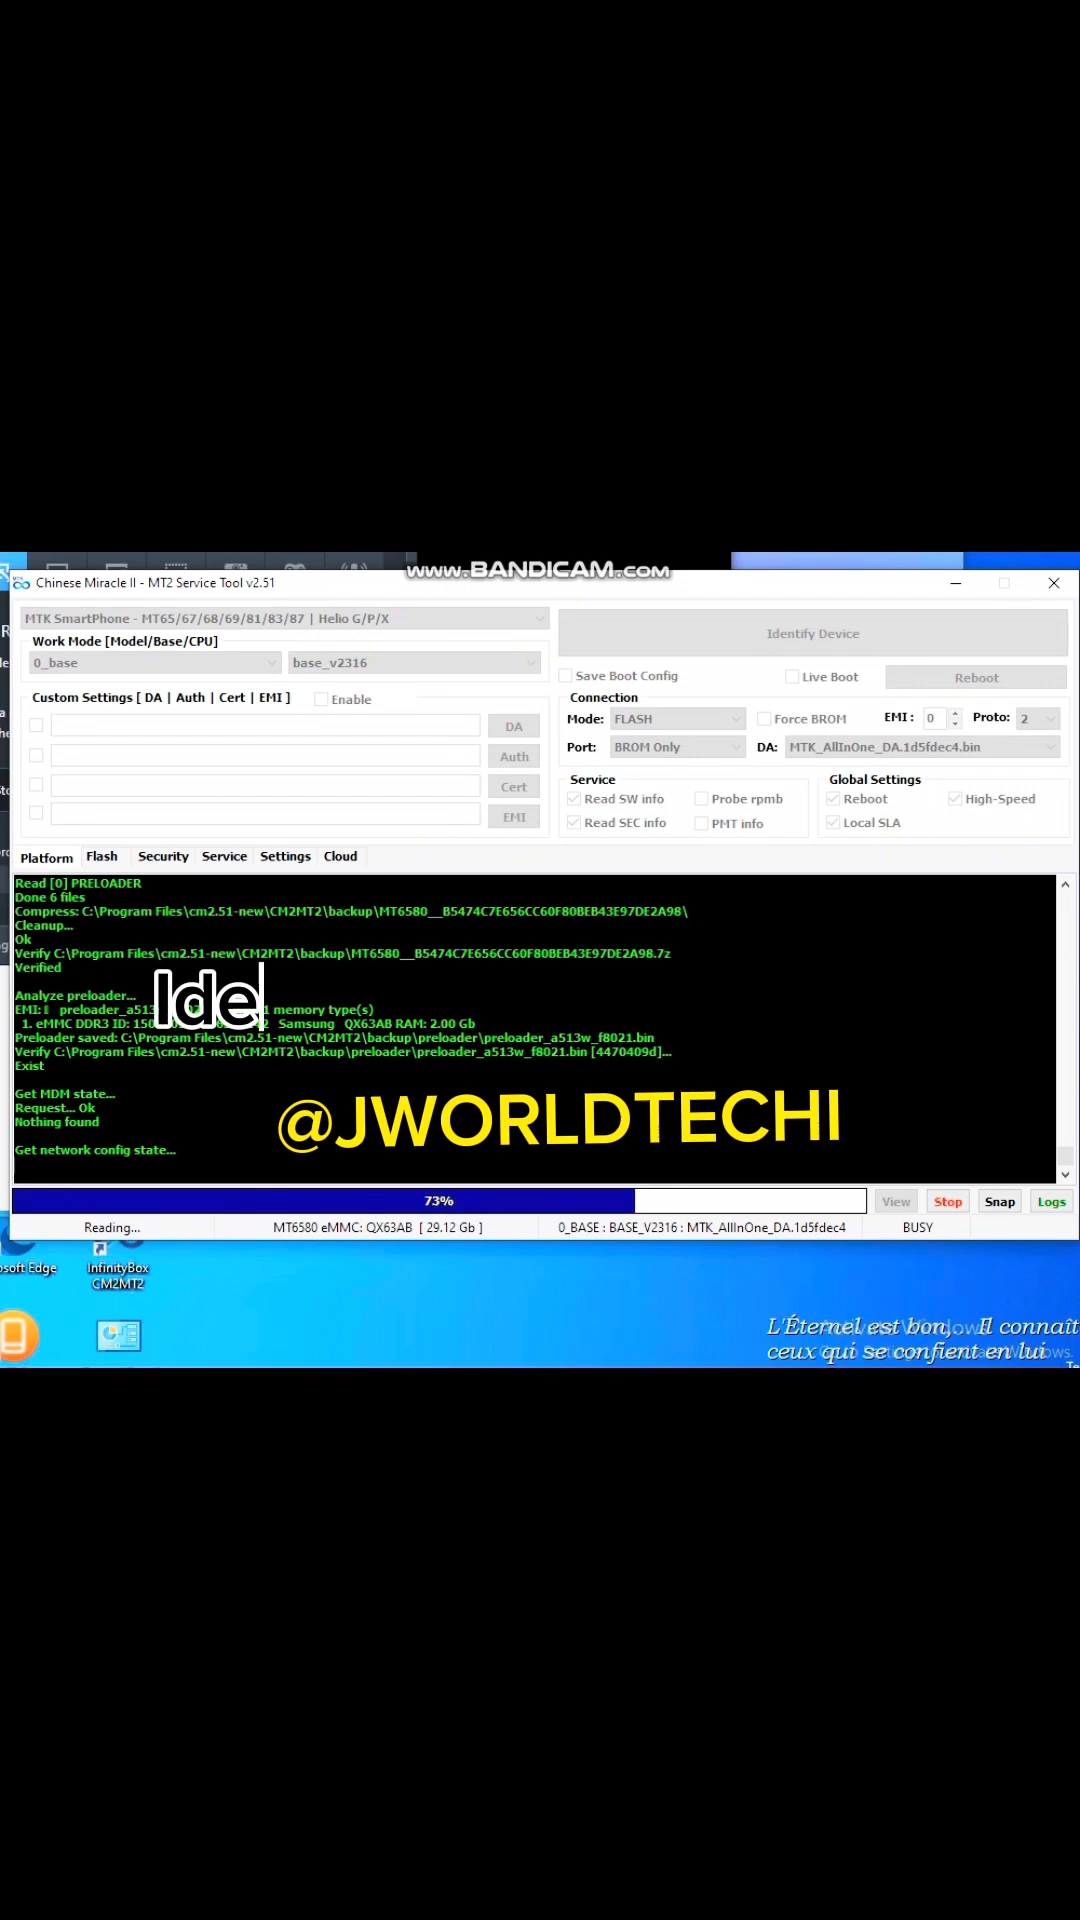 www.BANDICAM.com
Chinese Miracle II - MT2 Service Tool v2.51
MTK SmartPhone - MT65/67/68/69/81/83/87 | Helio G/P/X
Identify Device
Work Mode [Model/Base/CPU]
0_base
base_v2316
Save Boot Config
Live Boot
Reboot
Custom Settings [ DA | Auth | Cert | EMI ]
Enable
DA
Auth
Cert
EMI
Connection
Mode: FLASH
Force BROM
EMI: 0
Proto: 2
Port: BROM Only
DA: MTK_AllInOne_DA.1d5fdec4.bin
Service
Read SW info
Probe rpmb
Read SEC info
PMT info
Global Settings
Reboot
High-Speed
Local SLA
Platform Flash Security Service Settings Cloud
Read [0] PRELOADER
Done 6 files
Compress: C:\Program Files\cm2.51-new\CM2MT2\backup\MT6580__B5474C7E656CC60F80BEB43E97DE2A98\
Cleanup...
Ok
Verify C:\Program Files\cm2.51-new\CM2MT2\backup\MT6580__B5474C7E656CC60F80BEB43E97DE2A98.7z
Verified
Analyze preloader...
Ide
EMI: preloader_a513 memory type(s)
1. eMMC DDR3 ID: Samsung QX63AB RAM: 2.00 Gb
Preloader saved: C:\Program Files\cm2.51-new\CM2MT2\backup\preloader\preloader_a513w_f8021.bin
Verify C:\Program Files\cm2.51-new\CM2MT2\backup\preloader\preloader_a513w_f8021.bin [4470409d]...
Exist
Get MDM state...
Request... Ok
Nothing found
@JWORLDTECHI
Get network config state...
73%
View Stop Snap Logs
Reading...
MT6580 eMMC: QX63AB [ 29.12 Gb ]
0_BASE : BASE_V2316 : MTK_AllInOne_DA.1d5fdec4
BUSY
osoft Edge
InfinityBox
CM2MT2
L'Éternel est bon,... Il connaît
ceux qui se confient en lui